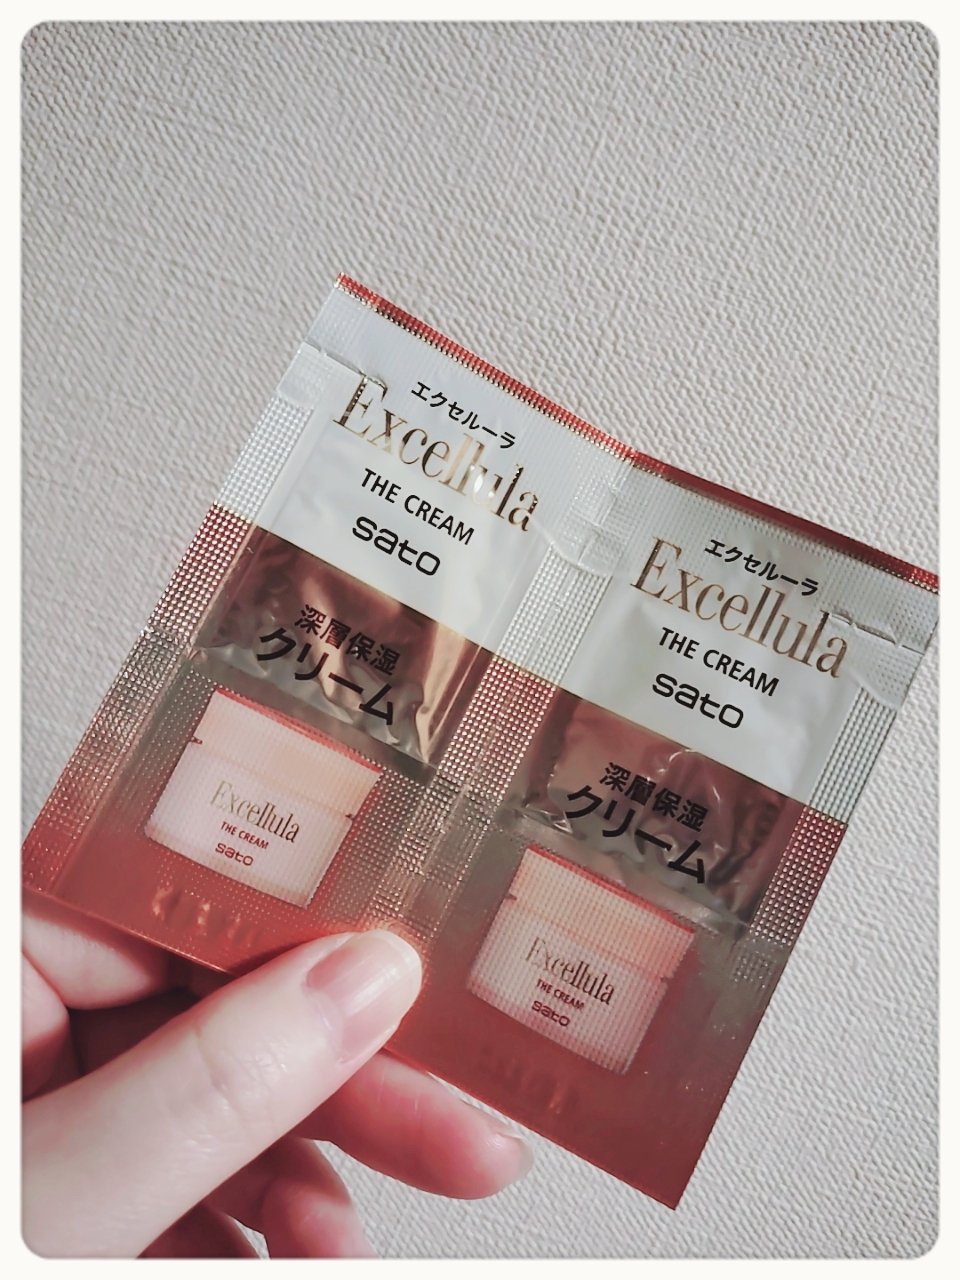 エクセルーラ
Excellula
THE CREAM
sato
深層保湿
クリーム
Excellula
THE CREAM
sato
エクセルーラ
Excellula
THE CREAM
sato
深層保湿
クリーム
Excellula
THE CREAM
sato